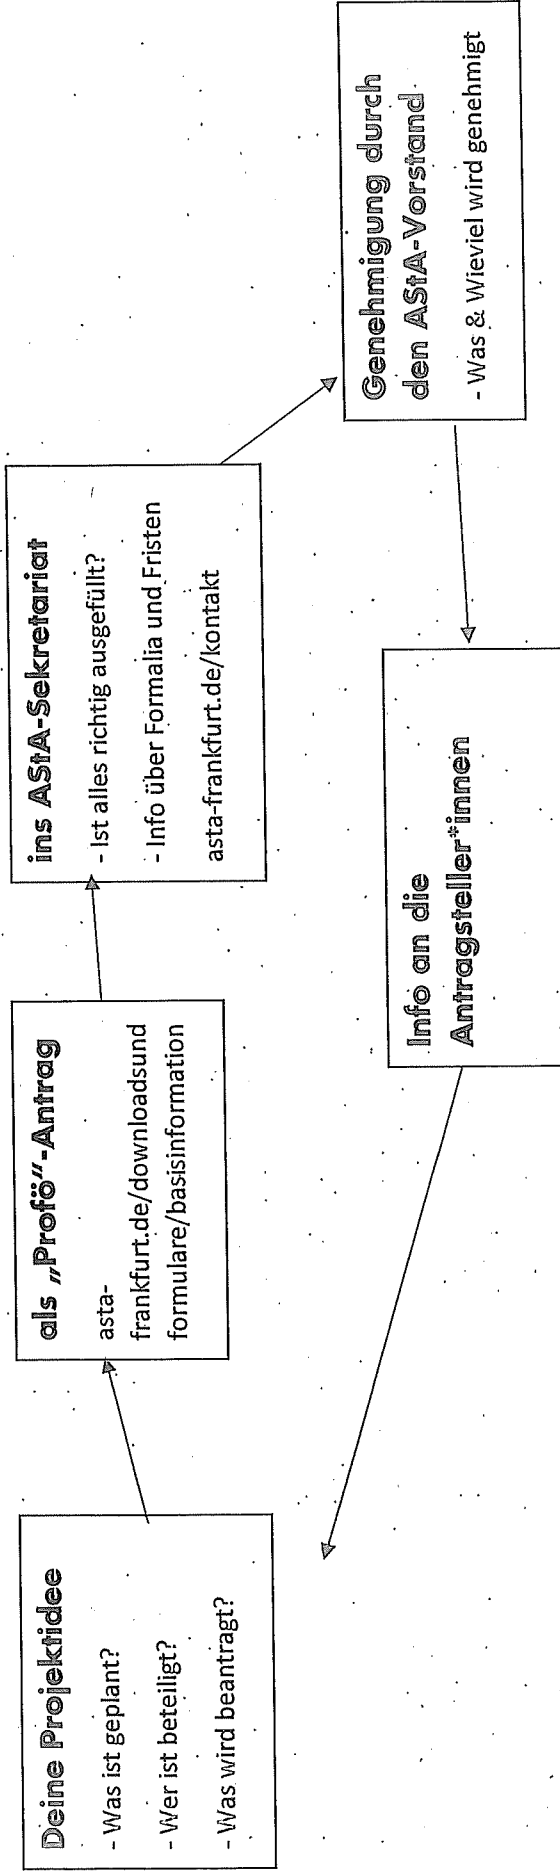 Deine Projektidee
- Was ist geplant?
- Wer ist beteiligt?
- Was wird beantragt?
als „Profö“-Antrag
asta-
frankfurt.de/downloadsund
formulare/basisinformation
ins AStA-Sekretariat
- Ist alles richtig ausgefüllt?
- Info über Formalia und Fristen
asta-frankfurt.de/kontakt
Genehmigung durch
den AStA-Vorstand
- Was & Wieviel wird genehmigt
Info an die
Antragsteller*innen